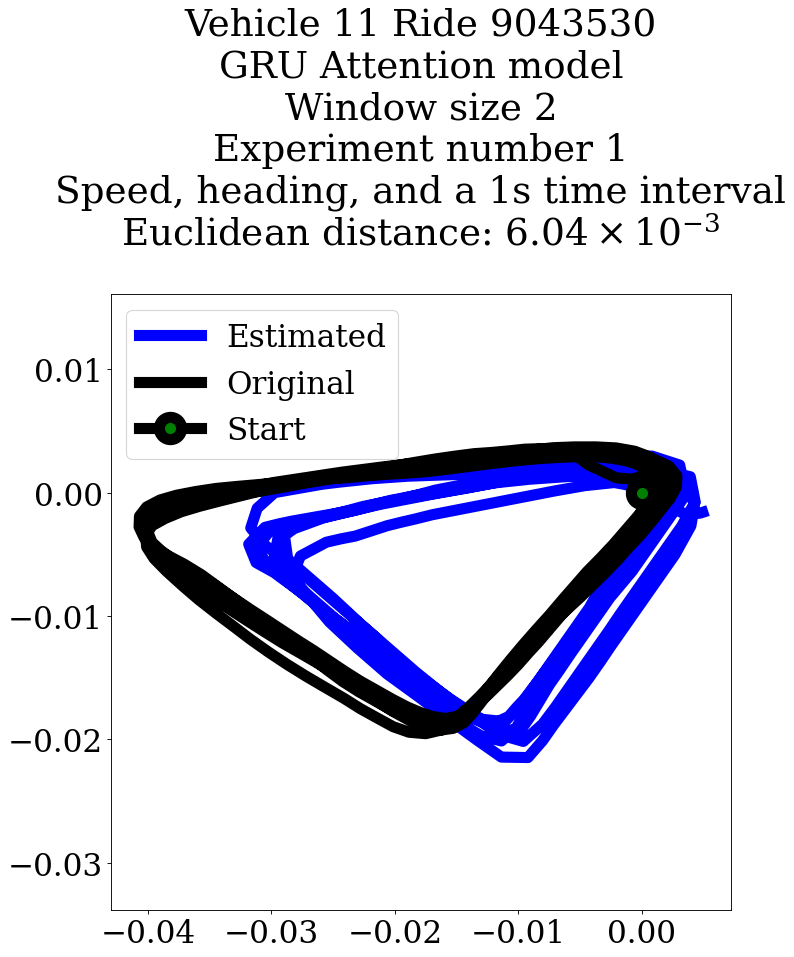 Vehicle 11 Ride 9043530
GRU Attention model
Window size 2
Experiment number 1
Speed, heading, and a 1s time interval
Euclidean distance: 6.04 × 10⁻³
Estimated
Original
Start
0.01
0.00
−0.01
−0.02
−0.03
−0.04 −0.03 −0.02 −0.01 0.00